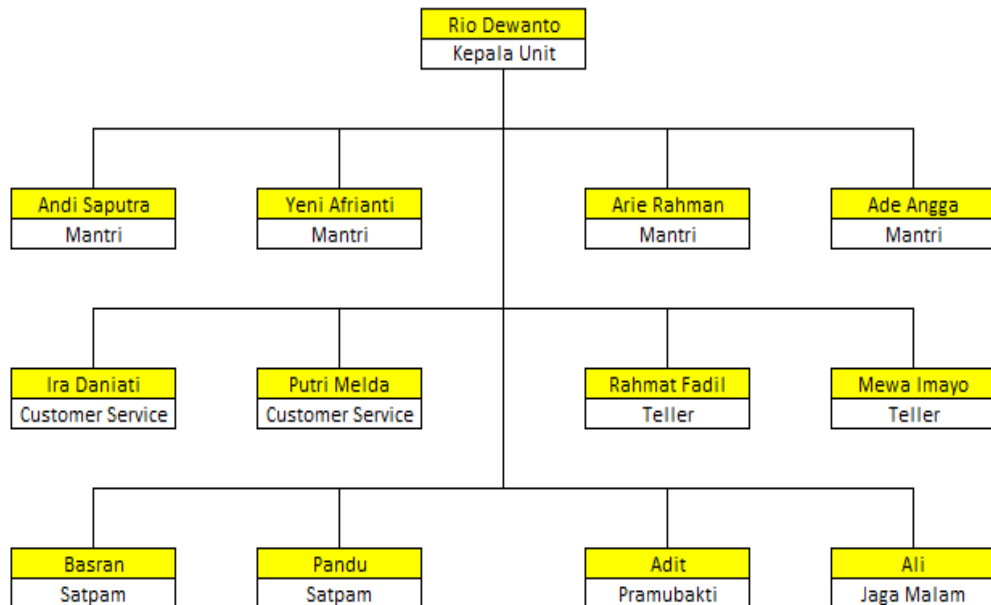 Rio Dewanto
Kepala Unit
Andi Saputra
Mantri
Yeni Afrianti
Mantri
Arie Rahman
Mantri
Ade Angga
Mantri
Ira Daniati
Customer Service
Putri Melda
Customer Service
Rahmat Fadil
Teller
Mewa Imayo
Teller
Basran
Satpam
Pandu
Satpam
Adit
Pramubakti
Ali
Jaga Malam